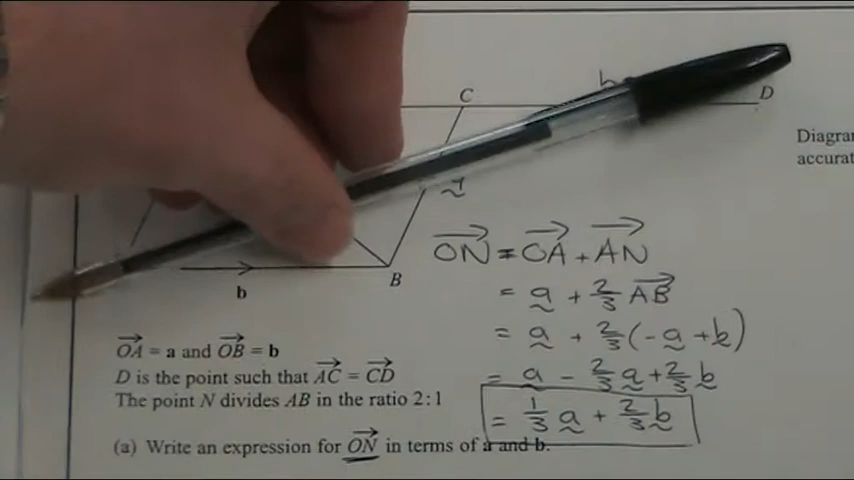 C
b
D
Diagra
accurat
a
ON = OA + AN
B
b
= a + 2/3 AB
= a + 2/3 (-a + b)
OA = a and OB = b
= a - 2/3 a + 2/3 b
D is the point such that AC = CD
The point N divides AB in the ratio 2:1
= 1/3 a + 2/3 b
(a) Write an expression for ON in terms of a and b.